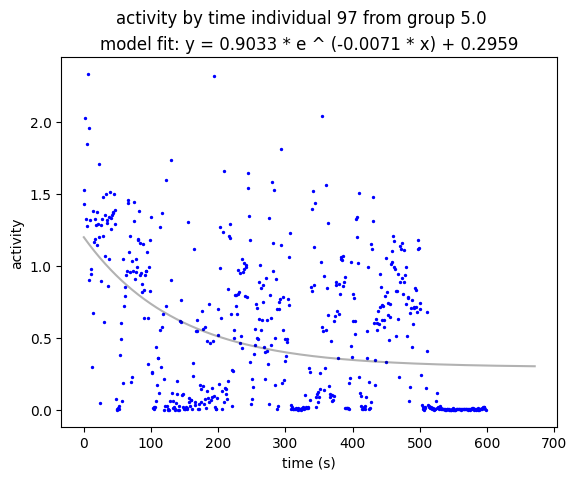 activity by time individual 97 from group 5.0
model fit: y = 0.9033 * e ^ (-0.0071 * x) + 0.2959
2.0
1.5
1.0
0.5
0.0
activity
0 100 200 300 400 500 600 700
time (s)